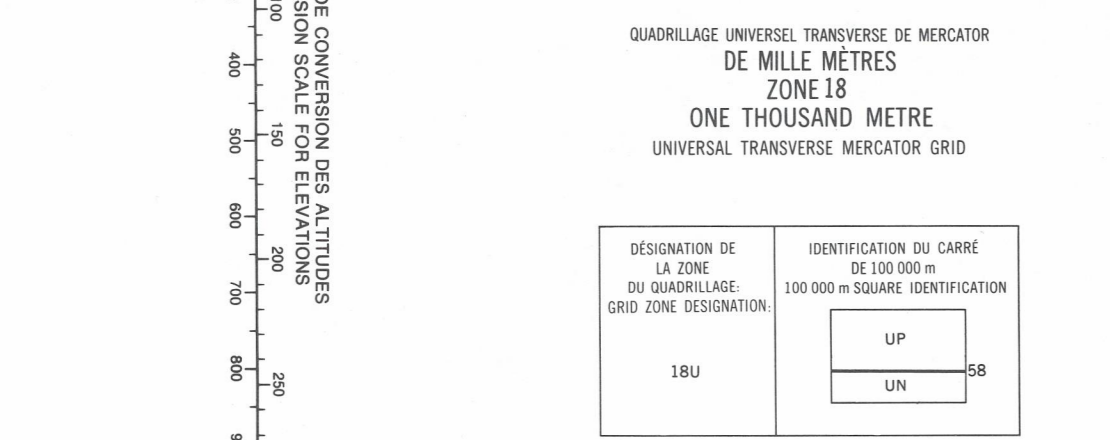 DE CONVERSION DES ALTITUDES
SION SCALE FOR ELEVATIONS
100
150
200
250
400
500
600
700
800
QUADRILLAGE UNIVERSEL TRANSVERSE DE MERCATOR
DE MILLE MÈTRES
ZONE 18
ONE THOUSAND METRE
UNIVERSAL TRANSVERSE MERCATOR GRID
DÉSIGNATION DE
LA ZONE
DU QUADRILLAGE:
GRID ZONE DESIGNATION:
18U
IDENTIFICATION DU CARRÉ
DE 100 000 m
100 000 m SQUARE IDENTIFICATION
UP
58
UN